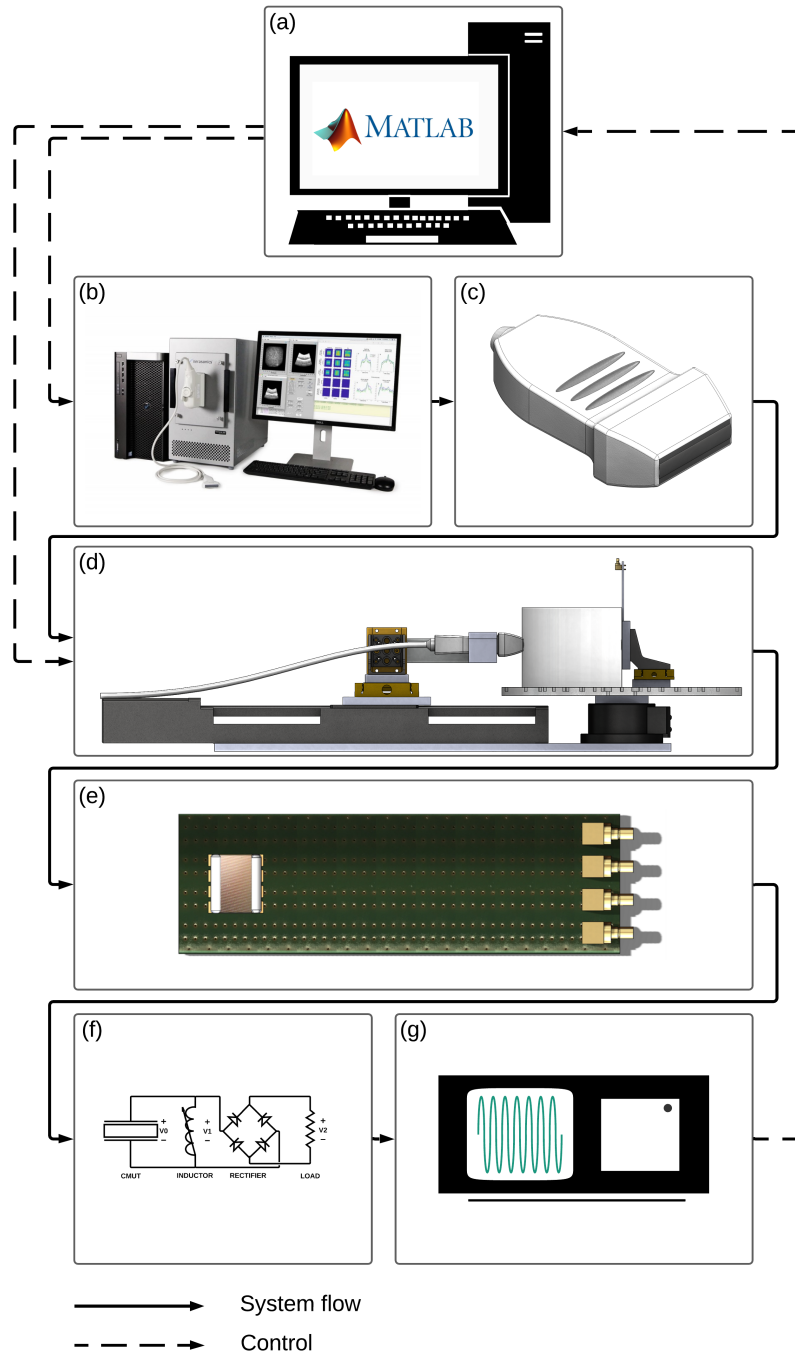 (a)
MATLAB
(b)
(c)
(d)
(e)
(f)
(g)
+
V0
−
+
V1
−
+
V2
−
CMUT
INDUCTOR
RECTIFIER
LOAD
System flow
Control